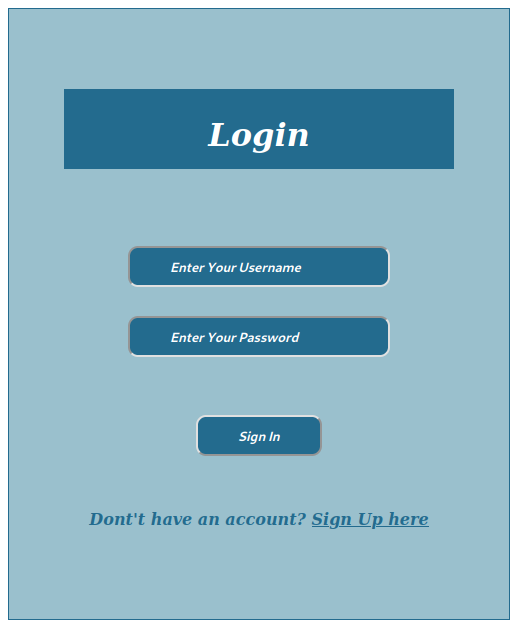 Login
Enter Your Username
Enter Your Password
Sign In
Dont't have an account? Sign Up here